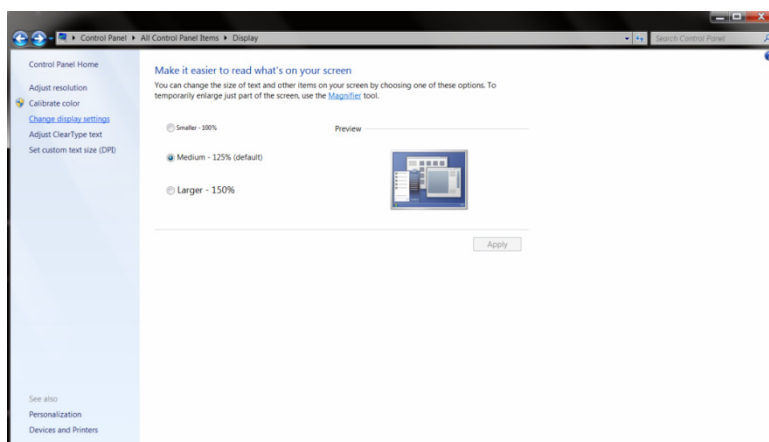 Control Panel ▸ All Control Panel Items ▸ Display
Search Control Panel
Control Panel Home
Adjust resolution
Calibrate color
Change display settings
Adjust ClearType text
Set custom text size (DPI)
Make it easier to read what's on your screen
You can change the size of text and other items on your screen by choosing one of these options. To
temporarily enlarge just part of the screen, use the Magnifier tool.
Smaller - 100%
Preview
Medium - 125% (default)
Larger - 150%
Apply
See also
Personalization
Devices and Printers